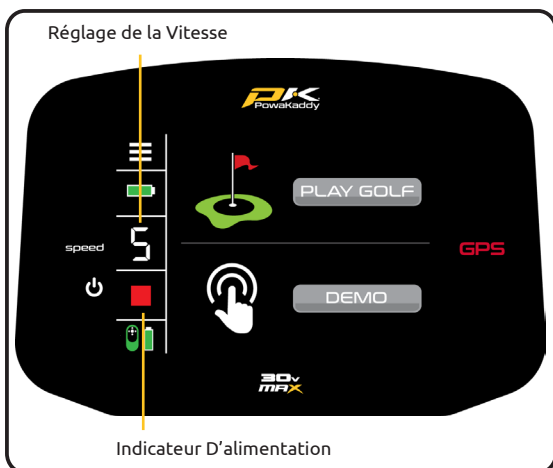 Réglage de la Vitesse
PK
PowaKaddy
PLAY GOLF
speed
5
GPS
DEMO
30v
MAX
Indicateur D'alimentation